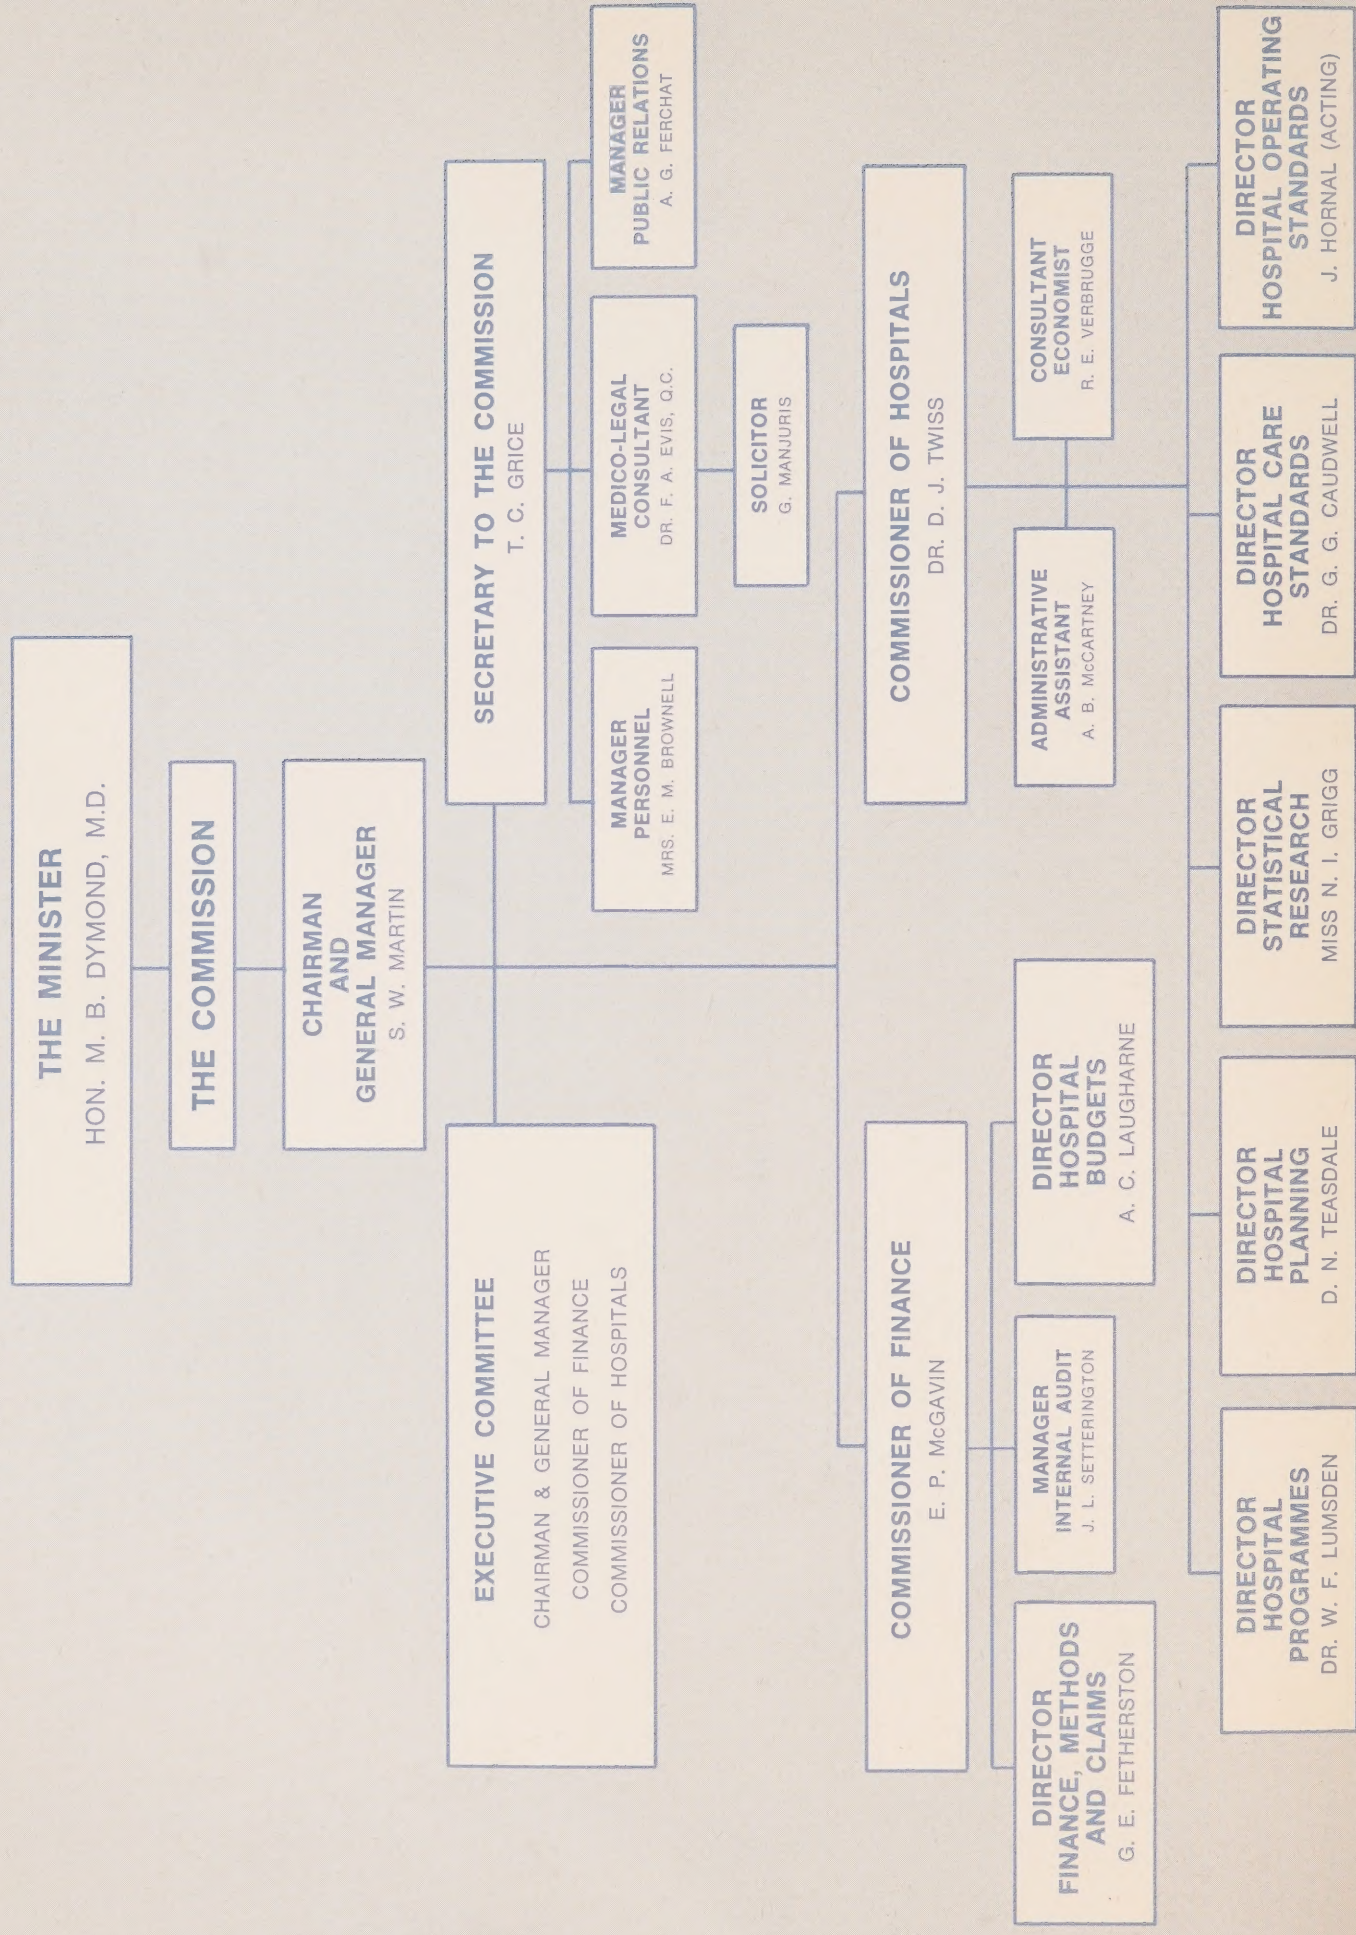 THE MINISTER
HON. M. B. DYMOND, M.D.
THE COMMISSION
CHAIRMAN
AND
GENERAL MANAGER
S. W. MARTIN
EXECUTIVE COMMITTEE
CHAIRMAN & GENERAL MANAGER
COMMISSIONER OF FINANCE
COMMISSIONER OF HOSPITALS
SECRETARY TO THE COMMISSION
T. C. GRICE
MANAGER
PERSONNEL
MRS. E. M. BROWNELL
MEDICO-LEGAL
CONSULTANT
DR. F. A. EVIS, Q.C.
MANAGER
PUBLIC RELATIONS
A. G. FERCHAT
SOLICITOR
G. MANJURIS
COMMISSIONER OF FINANCE
E. P. McGAVIN
DIRECTOR
FINANCE, METHODS
AND CLAIMS
G. E. FETHERSTON
MANAGER
INTERNAL AUDIT
J. L. SETTERINGTON
DIRECTOR
HOSPITAL
BUDGETS
A. C. LAUGHARNE
COMMISSIONER OF HOSPITALS
DR. D. J. TWISS
ADMINISTRATIVE
ASSISTANT
A. B. McCARTNEY
CONSULTANT
ECONOMIST
R. E. VERBRUGGE
DIRECTOR
HOSPITAL
PROGRAMMES
DR. W. F. LUMSDEN
DIRECTOR
HOSPITAL
PLANNING
D. N. TEASDALE
DIRECTOR
STATISTICAL
RESEARCH
MISS N. I. GRIGG
DIRECTOR
HOSPITAL CARE
STANDARDS
DR. G. G. CAUDWELL
DIRECTOR
HOSPITAL OPERATING
STANDARDS
J. HORNAL (ACTING)